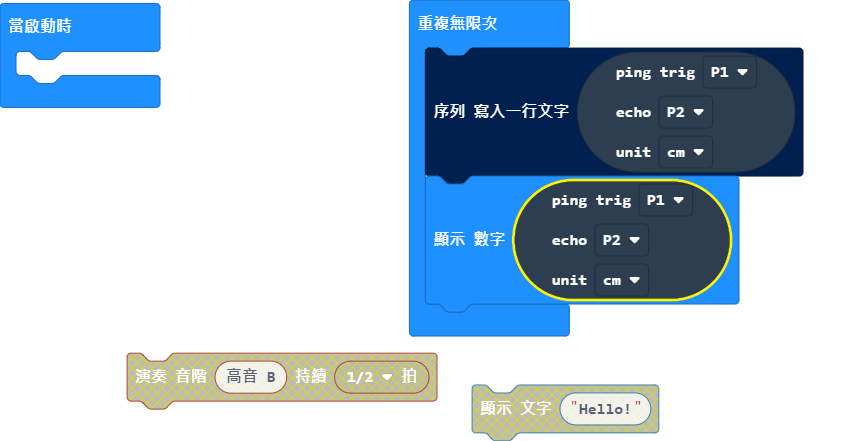 當啟動時
重複無限次
序列 寫入一行文字
ping trig P1
echo P2
unit cm
顯示 數字
ping trig P1
echo P2
unit cm
演奏 音階 高音 B 持續 1/2 拍
顯示 文字 "Hello!"